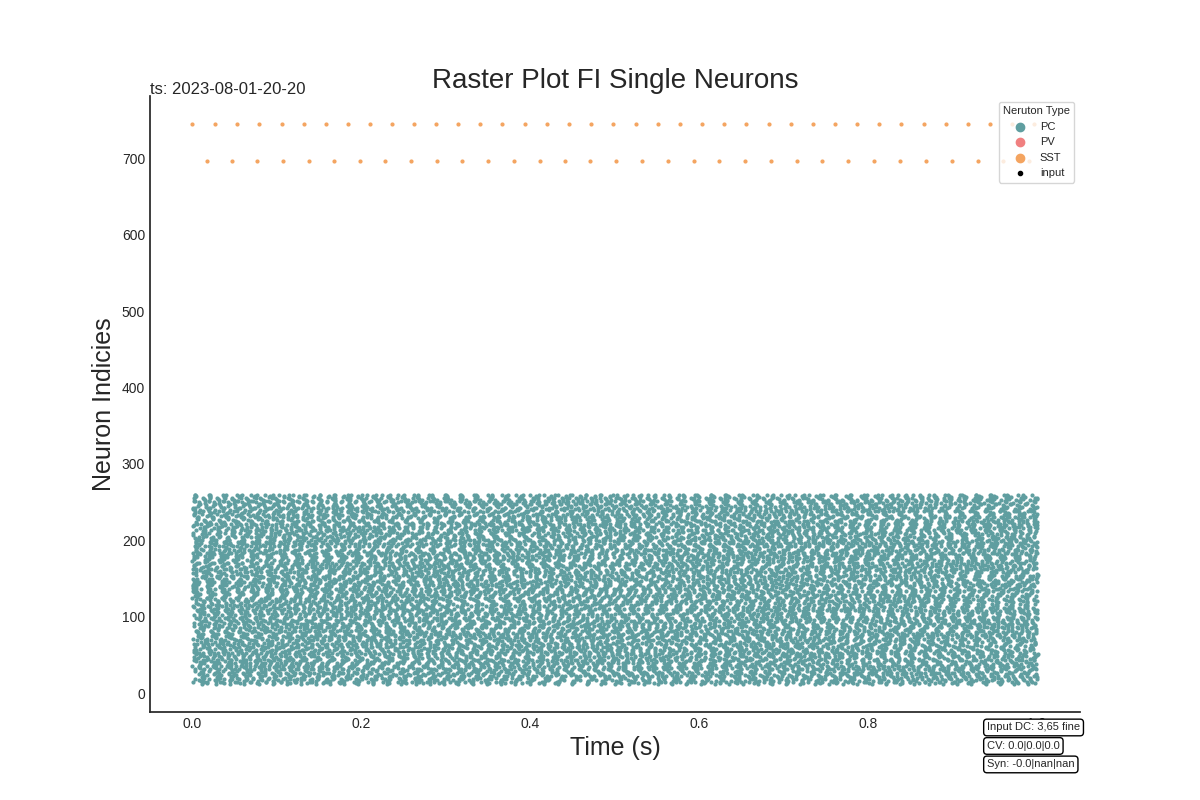 Raster Plot FI Single Neurons
ts: 2023-08-01-20-20
Neruton Type
PC
PV
SST
input
Neuron Indicies
700
600
500
400
300
200
100
0
0.0 0.2 0.4 0.6 0.8
Time (s)
Input DC: 3,65 fine
CV: 0.0|0.0|0.0
Syn: -0.0|nan|nan